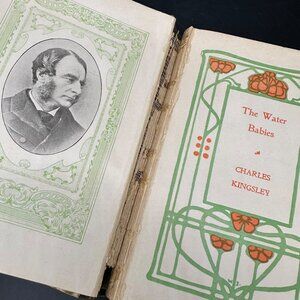 The Water
Babies
CHARLES
KINGSLEY